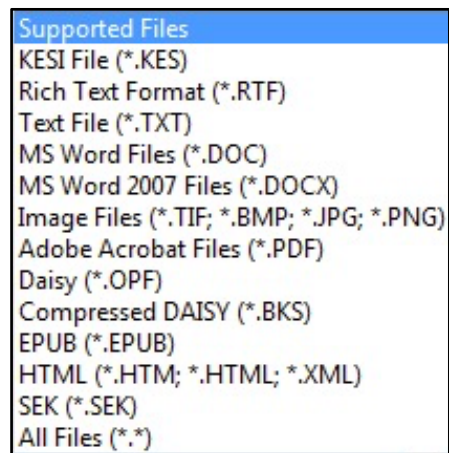 Supported Files
KESI File (*.KES)
Rich Text Format (*.RTF)
Text File (*.TXT)
MS Word Files (*.DOC)
MS Word 2007 Files (*.DOCX)
Image Files (*.TIF; *.BMP; *.JPG; *.PNG)
Adobe Acrobat Files (*.PDF)
Daisy (*.OPF)
Compressed DAISY (*.BKS)
EPUB (*.EPUB)
HTML (*.HTM; *.HTML; *.XML)
SEK (*.SEK)
All Files (*.*)